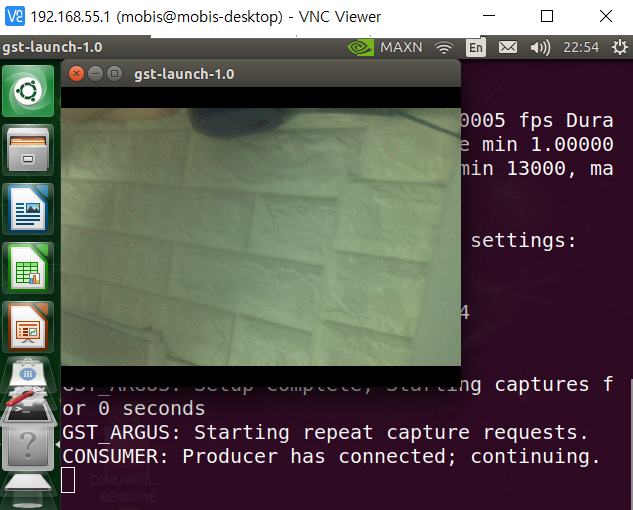 192.168.55.1 (mobis@mobis-desktop) - VNC Viewer
gst-launch-1.0
MAXN
En
22:54
gst-launch-1.0
0005 fps Dura
e min 1.00000
min 13000, ma
settings:
4
GST_ARGUS: Setup Complete, Starting captures f
or 0 seconds
GST_ARGUS: Starting repeat capture requests.
CONSUMER: Producer has connected; continuing.
README